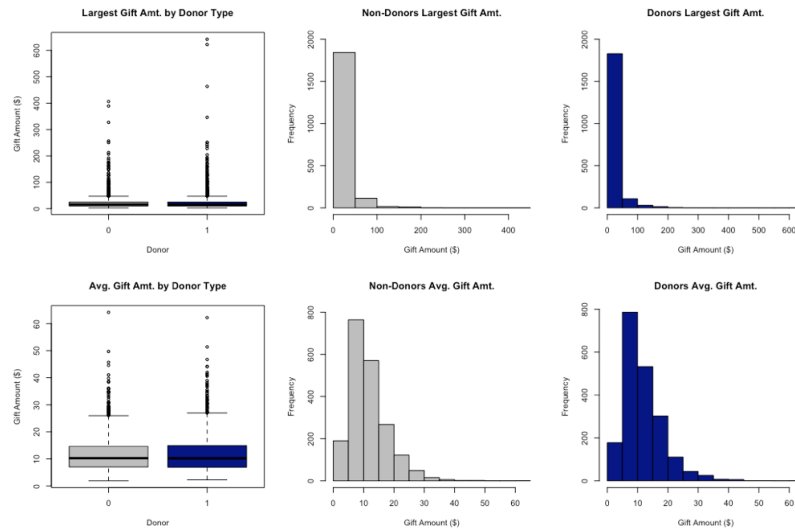 Largest Gift Amt. by Donor Type
Gift Amount ($)
0 100 200 300 400 500 600
0 1
Donor
Non-Donors Largest Gift Amt.
Frequency
0 500 1000 1500 2000
0 100 200 300 400
Gift Amount ($)
Donors Largest Gift Amt.
Frequency
0 500 1000 1500 2000
0 100 200 300 400 500 600
Gift Amount ($)
Avg. Gift Amt. by Donor Type
Gift Amount ($)
0 10 20 30 40 50 60
0 1
Donor
Non-Donors Avg. Gift Amt.
Frequency
0 200 400 600 800
0 10 20 30 40 50 60
Gift Amount ($)
Donors Avg. Gift Amt.
Frequency
0 200 400 600 800
0 10 20 30 40 50 60
Gift Amount ($)